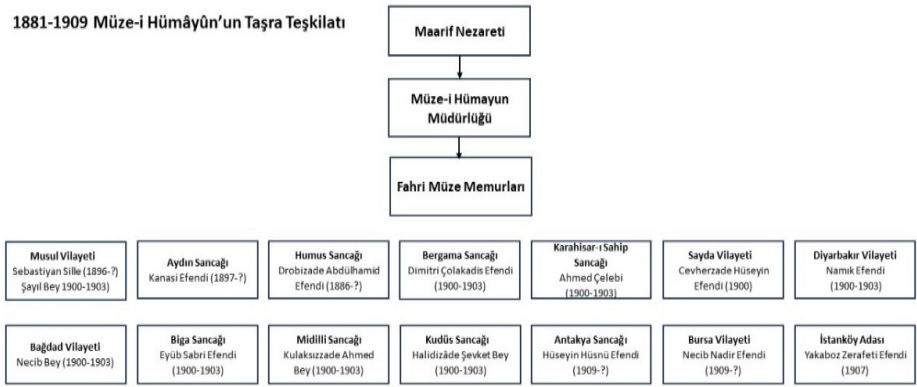 1881-1909 Müze-i Hümâyûn'un Taşra Teşkilatı
Maarif Nezareti
Müze-i Hümayun
Müdürlüğü
Fahri Müze Memurları
Musul Vilayeti
Sebastiyan Sille (1896-?)
Şayıl Bey 1900-1903)
Aydın Sancağı
Kanasi Efendi (1897-?)
Humus Sancağı
Drobizade Abdülhamid
Efendi (1886-?)
Bergama Sancağı
Dimitri Çolakadis Efendi
(1900-1903)
Karahisar-ı Sahip
Sancağı
Ahmed Çelebi
(1900-1903)
Sayda Vilayeti
Cevherzade Hüseyin
Efendi (1900)
Diyarbakır Vilayeti
Namık Efendi
(1900-1903)
Bağdad Vilayeti
Necib Bey (1900-1903)
Biga Sancağı
Eyüb Sabri Efendi
(1900-1903)
Midilli Sancağı
Kulaksızzade Ahmed
Bey (1900-1903)
Kudüs Sancağı
Halidizâde Şevket Bey
(1900-1903)
Antakya Sancağı
Hüseyin Hüsnü Efendi
(1909-?)
Bursa Vilayeti
Necib Nadir Efendi
(1909-?)
İstanköy Adası
Yakaboz Zerafeti Efendi
(1907)